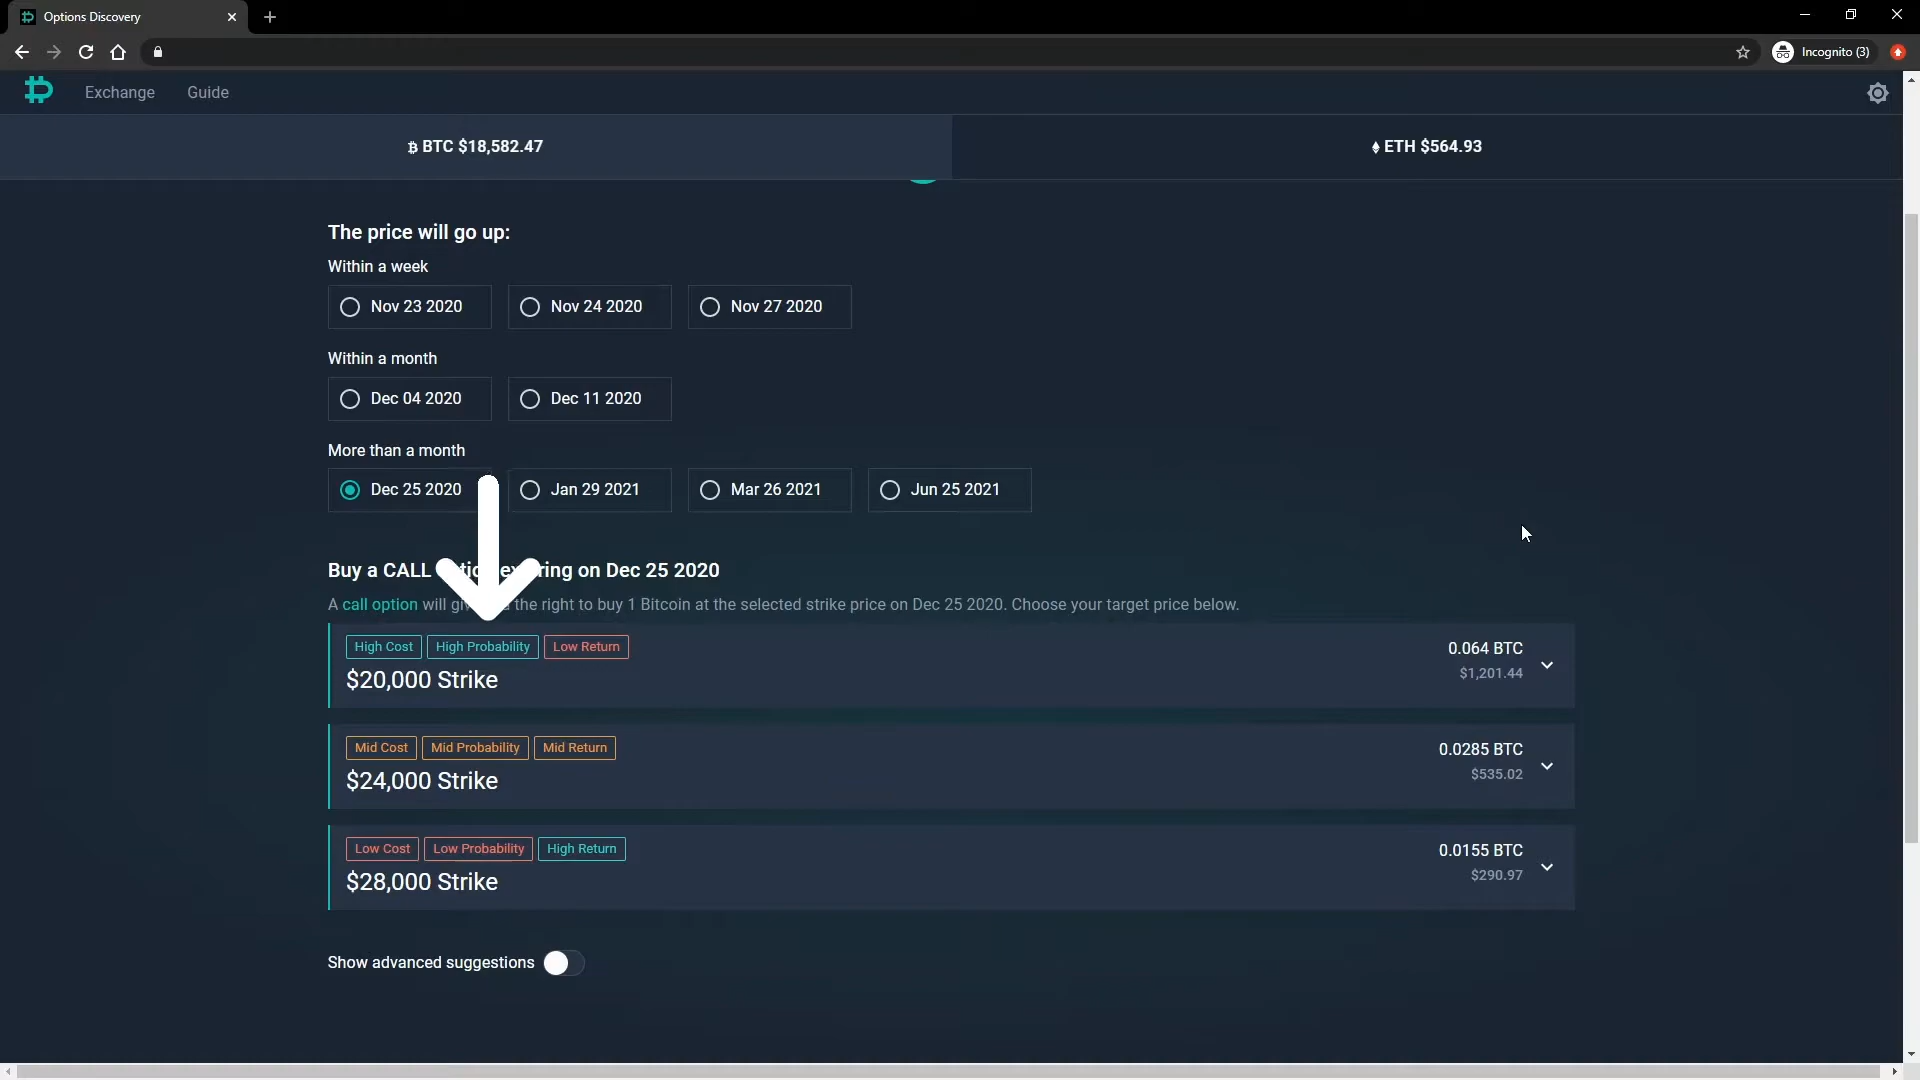 Options Discovery
Incognito (3)
Exchange Guide
BTC $18,582.47
ETH $564.93
The price will go up:
Within a week
Nov 23 2020 Nov 24 2020 Nov 27 2020
Within a month
Dec 04 2020 Dec 11 2020
More than a month
Dec 25 2020 Jan 29 2021 Mar 26 2021 Jun 25 2021
Buy a CALL on Dec 25 2020
A call option will the right to buy 1 Bitcoin at the selected strike price on Dec 25 2020. Choose your target price below.
High Cost High Probability Low Return
0.064 BTC
$20,000 Strike
$1,201.44
Mid Cost Mid Probability Mid Return
0.0285 BTC
$24,000 Strike
$535.02
Low Cost Low Probability High Return
0.0155 BTC
$28,000 Strike
$290.97
Show advanced suggestions